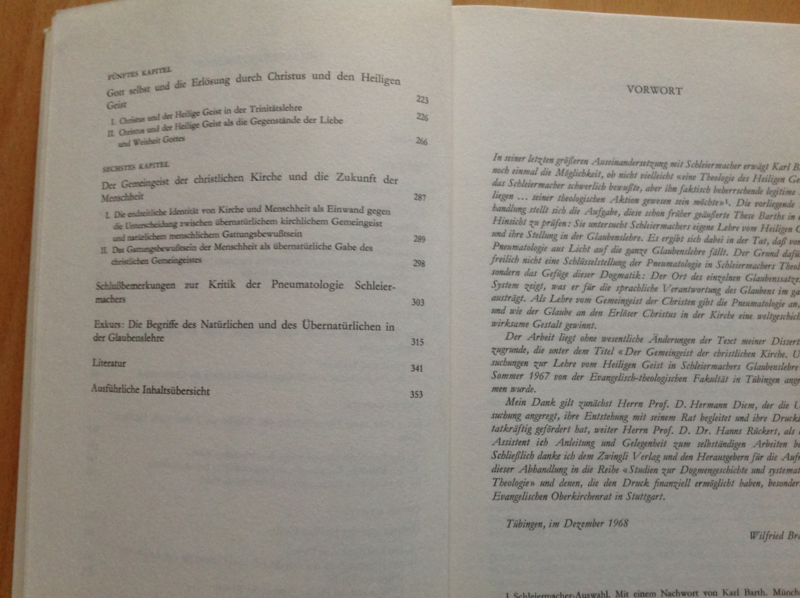 FÜNFTES KAPITEL
Gott selbst und die Erlösung durch Christus und den Heiligen
Geist 223
I. Christus und der Heilige Geist in der Trinitätslehre 226
II. Christus und der Heilige Geist als die Gegenstände der Liebe
und Weisheit Gottes 266
SECHSTES KAPITEL
Der Gemeingeist der christlichen Kirche und die Zukunft der
Menschheit 287
I. Die endzeitliche Identität von Kirche und Menschheit als Einwand gegen
die Unterscheidung zwischen übernatürlichem kirchlichem Gemeingeist
und natürlichem menschlichem Gattungsbewußtsein 289
II. Das Gattungsbewußtsein der Menschheit als übernatürliche Gabe des
christlichen Gemeingeistes 298
Schlußbemerkungen zur Kritik der Pneumatologie Schleier-
machers 303
Exkurs: Die Begriffe des Natürlichen und des Übernatürlichen in
der Glaubenslehre 315
Literatur 341
Ausführliche Inhaltsübersicht 353
VORWORT
In seiner letzten größeren Auseinandersetzung mit Schleiermacher erwägt Karl
noch einmal die Möglichkeit, ob nicht vielleicht «eine Theologie des Heiligen
das Schleiermacher schwerlich bewußte, aber ihn faktisch beherrschende legitime
liegen ... seiner theologischen Aktion gewesen sein möchte»¹. Die vorliegende
handlung stellt sich die Aufgabe, diese schon früher geäußerte These Barths in
Hinsicht zu prüfen: Sie untersucht Schleiermachers eigene Lehre vom Heiligen
und ihre Stellung in der Glaubenslehre. Es ergibt sich dabei in der Tat, daß von
Pneumatologie aus Licht auf die ganze Glaubenslehre fällt. Der Grund dafür
freilich nicht eine Schlüsselstellung der Pneumatologie in Schleiermachers
sondern das Gefüge dieser Dogmatik: Der Ort des einzelnen Glaubenssatzes
System zeigt, was er für die sprachliche Verantwortung des Glaubens im
austrägt. Als Lehre vom Gemeingeist der Christen gibt die Pneumatologie an,
und wie der Glaube an den Erlöser Christus in der Kirche eine
wirksame Gestalt gewinnt.
Der Arbeit liegt ohne wesentliche Änderungen der Text meiner
zugrunde, die unter dem Titel «Der Gemeingeist der christlichen Kirche.
suchungen zur Lehre vom Heiligen Geist in Schleiermachers Glaubenslehre
Sommer 1967 von der Evangelisch-theologischen Fakultät in Tübingen
men wurde.
Mein Dank gilt zunächst Herrn Prof. D. Hermann Diem, der die
suchung angeregt, ihre Entstehung mit seinem Rat begleitet und ihre
tatkräftig gefördert hat, weiter Herrn Prof. D. Dr. Hanns Rückert, als
Assistent ich Anleitung und Gelegenheit zum selbständigen Arbeiten
Schließlich danke ich dem Zwingli Verlag und den Herausgebern für die
dieser Abhandlung in die Reihe «Studien zur Dogmengeschichte und
Theologie» und denen, die den Druck finanziell ermöglicht haben,
Evangelischen Oberkirchenrat in Stuttgart.
Tübingen, im Dezember 1968
Wilfried
1 Schleiermacher-Auswahl. Mit einem Nachwort von Karl Barth.